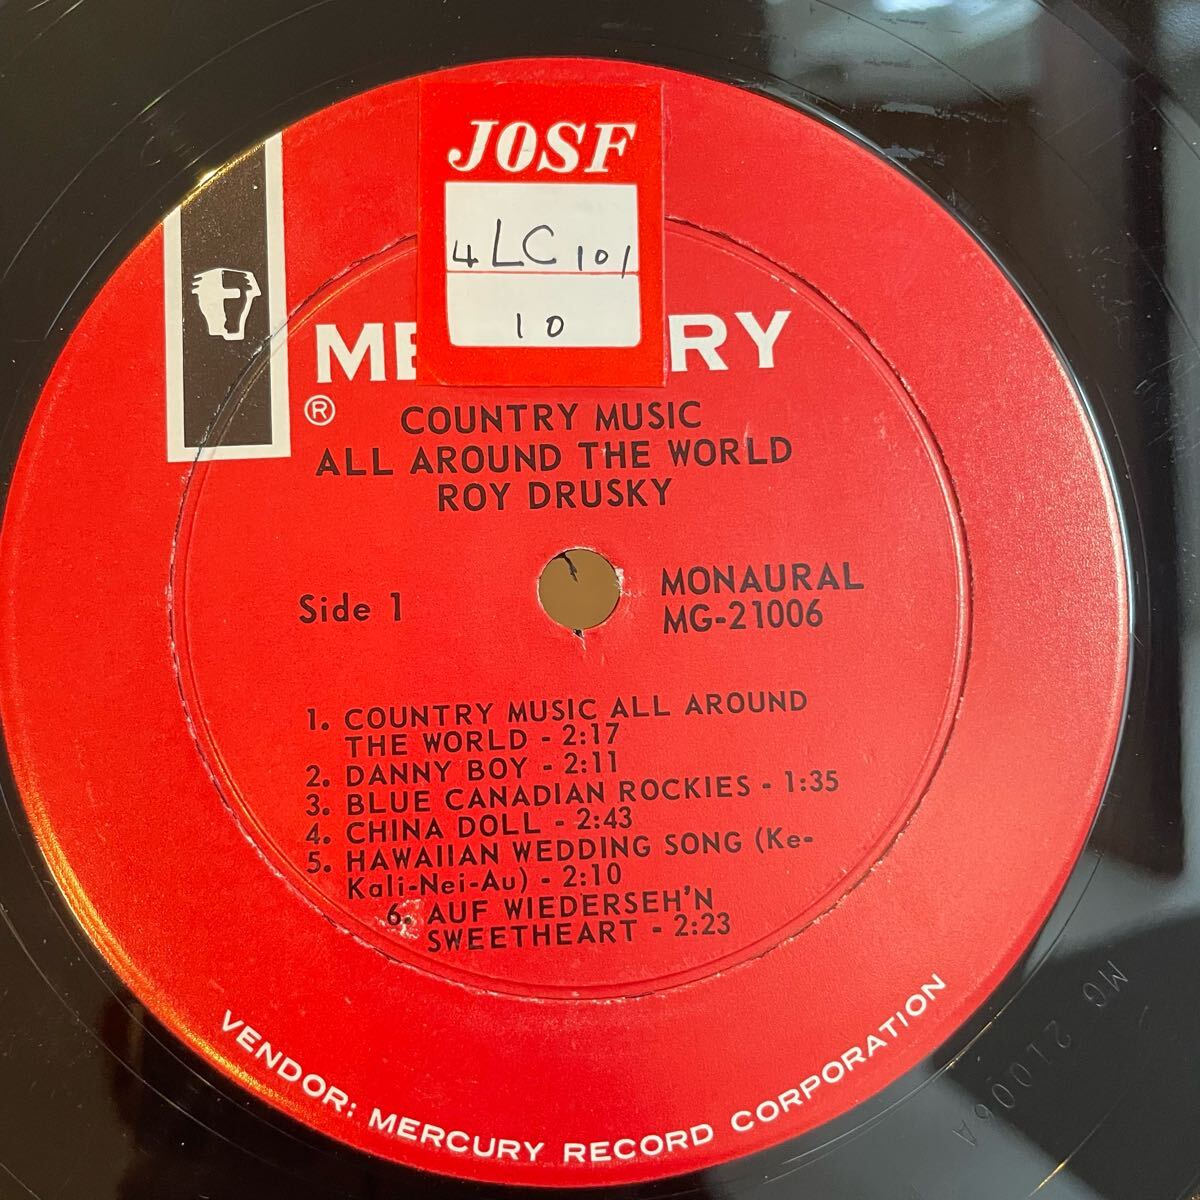 JOSF
4LC101
10
MERCURY
®
COUNTRY MUSIC
ALL AROUND THE WORLD
ROY DRUSKY
Side 1
MONAURAL
MG-21006
1. COUNTRY MUSIC ALL AROUND
THE WORLD - 2:17
2. DANNY BOY - 2:11
3. BLUE CANADIAN ROCKIES - 1:35
4. CHINA DOLL - 2:43
5. HAWAIIAN WEDDING SONG (Ke-
Kali-Nei-Au) - 2:10
6. AUF WIEDERSEH'N
SWEETHEART - 2:23
VENDOR: MERCURY RECORD CORPORATION
MG 21006A